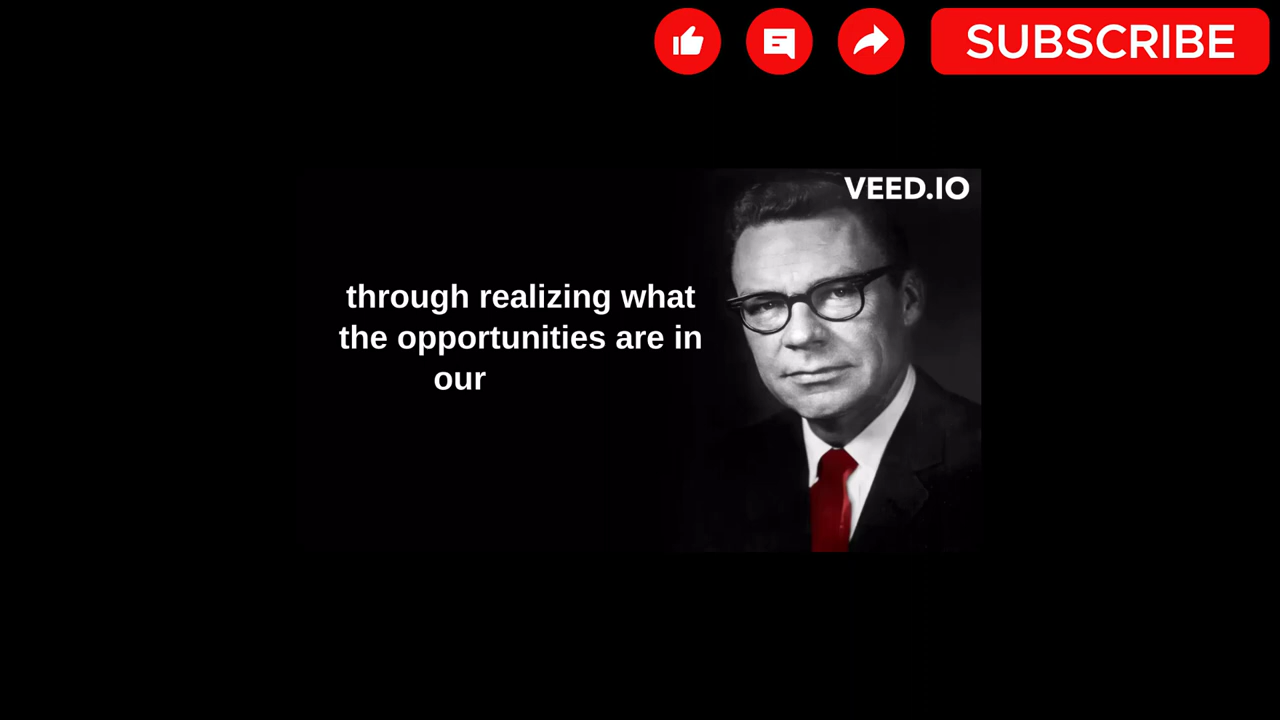 SUBSCRIBE
VEED.IO
through realizing what
the opportunities are in
our